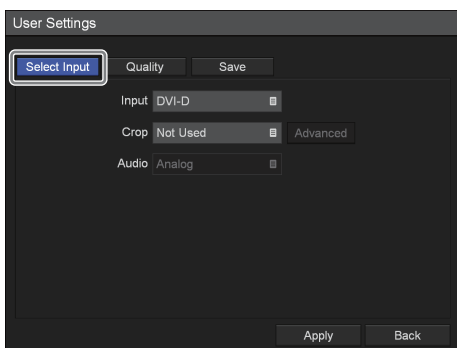 User Settings
Select Input Quality Save
Input DVI-D
Crop Not Used Advanced
Audio Analog
Apply Back